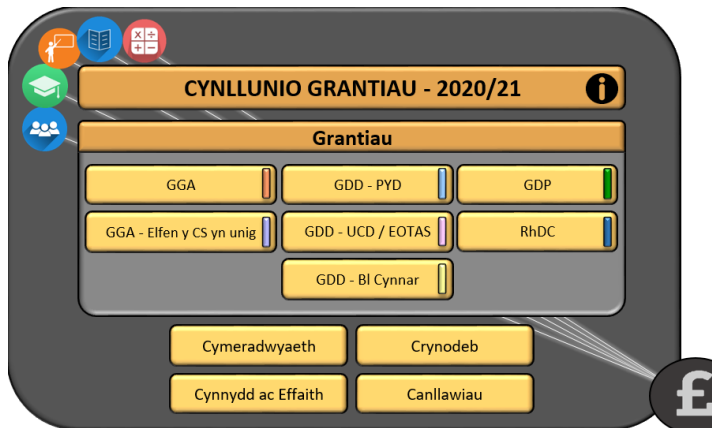 CYNLLUNIO GRANTIAU - 2020/21
Grantiau
GGA
GDD - PYD
GDP
GGA - Elfen y CS yn unig
GDD - UCD / EOTAS
RhDC
GDD - Bl Cynnar
Cymeradwyaeth
Crynodeb
Cynnydd ac Effaith
Canllawiau
£